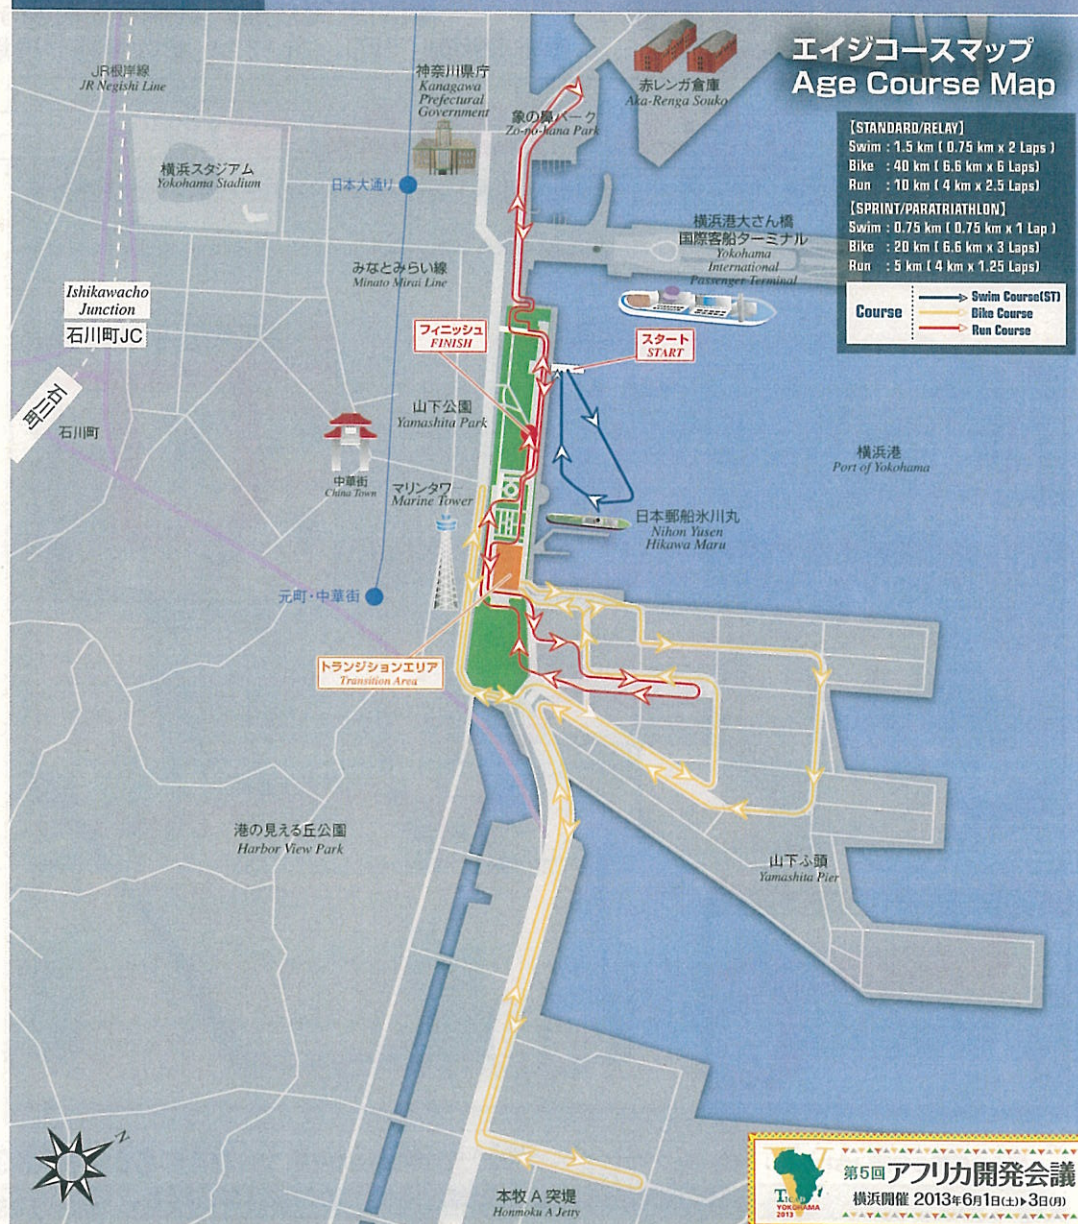 エイジコースマップ
Age Course Map
【STANDARD/RELAY】
Swim : 1.5 km ( 0.75 km x 2 Laps )
Bike : 40 km ( 6.6 km x 6 Laps)
Run : 10 km ( 4 km x 2.5 Laps)
【SPRINT/PARATRIATHLON】
Swim : 0.75 km (0.75 km x 1 Lap )
Bike : 20 km ( 6.6 km x 3 Laps)
Run : 5 km ( 4 km x 1.25 Laps)
Course
Swim Course(ST)
Bike Course
Run Course
JR根岸線
JR Negishi Line
神奈川県庁
Kanagawa
Prefectural
Government
赤レンガ倉庫
Aka-Renga Souko
象の鼻パーク
Zo-no-hana Park
横浜スタジアム
Yokohama Stadium
日本大通り
横浜港大さん橋
国際客船ターミナル
Yokohama
International
Passenger Terminal
みなとみらい線
Minato Mirai Line
Ishikawacho
Junction
石川町JC
フィニッシュ
FINISH
スタート
START
石川町
石川町
山下公園
Yamashita Park
横浜港
Port of Yokohama
中華街
China Town
マリンタワー
Marine Tower
日本郵船氷川丸
Nihon Yusen
Hikawa Maru
元町・中華街
トランジションエリア
Transition Area
港の見える丘公園
Harbor View Park
山下ふ頭
Yamashita Pier
本牧A突堤
Honmoku A Jetty
N
TICAD
V
YOKOHAMA
2013
第5回アフリカ開発会議
横浜開催 2013年6月1日(土)▶3日(月)